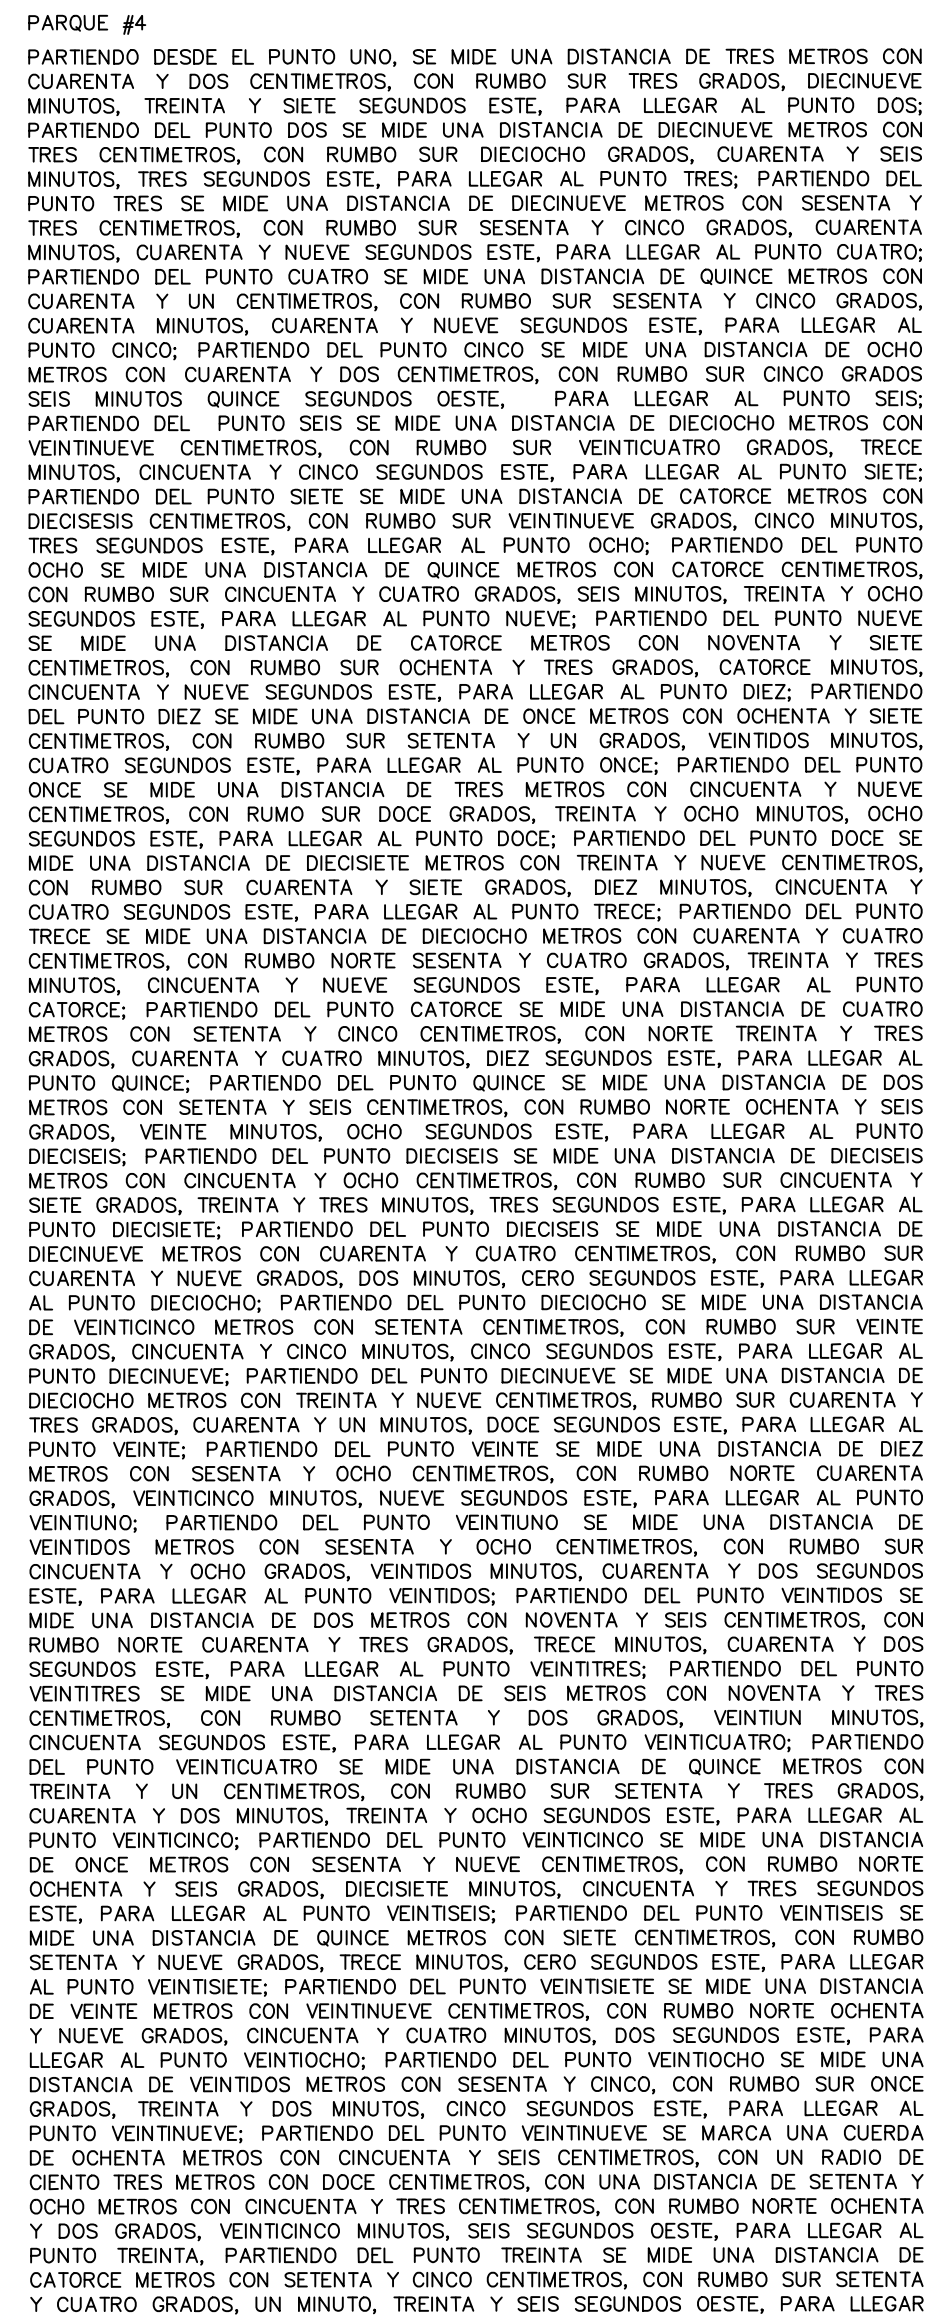 PARQUE #4
PARTIENDO DESDE EL PUNTO UNO, SE MIDE UNA DISTANCIA DE TRES METROS CON
CUARENTA Y DOS CENTIMETROS, CON RUMBO SUR TRES GRADOS, DIECINUEVE
MINUTOS, TREINTA Y SIETE SEGUNDOS ESTE, PARA LLEGAR AL PUNTO DOS;
PARTIENDO DEL PUNTO DOS SE MIDE UNA DISTANCIA DE DIECINUEVE METROS CON
TRES CENTIMETROS, CON RUMBO SUR DIECIOCHO GRADOS, CUARENTA Y SEIS
MINUTOS, TRES SEGUNDOS ESTE, PARA LLEGAR AL PUNTO TRES; PARTIENDO DEL
PUNTO TRES SE MIDE UNA DISTANCIA DE DIECINUEVE METROS CON SESENTA Y
TRES CENTIMETROS, CON RUMBO SUR SESENTA Y CINCO GRADOS, CUARENTA
MINUTOS, CUARENTA Y NUEVE SEGUNDOS ESTE, PARA LLEGAR AL PUNTO CUATRO;
PARTIENDO DEL PUNTO CUATRO SE MIDE UNA DISTANCIA DE QUINCE METROS CON
CUARENTA Y UN CENTIMETROS, CON RUMBO SUR SESENTA Y CINCO GRADOS,
CUARENTA MINUTOS, CUARENTA Y NUEVE SEGUNDOS ESTE, PARA LLEGAR AL
PUNTO CINCO; PARTIENDO DEL PUNTO CINCO SE MIDE UNA DISTANCIA DE OCHO
METROS CON CUARENTA Y DOS CENTIMETROS, CON RUMBO SUR CINCO GRADOS
SEIS MINUTOS QUINCE SEGUNDOS OESTE, PARA LLEGAR AL PUNTO SEIS;
PARTIENDO DEL PUNTO SEIS SE MIDE UNA DISTANCIA DE DIECIOCHO METROS CON
VEINTINUEVE CENTIMETROS, CON RUMBO SUR VEINTICUATRO GRADOS, TRECE
MINUTOS, CINCUENTA Y CINCO SEGUNDOS ESTE, PARA LLEGAR AL PUNTO SIETE;
PARTIENDO DEL PUNTO SIETE SE MIDE UNA DISTANCIA DE CATORCE METROS CON
DIECISESIS CENTIMETROS, CON RUMBO SUR VEINTINUEVE GRADOS, CINCO MINUTOS,
TRES SEGUNDOS ESTE, PARA LLEGAR AL PUNTO OCHO; PARTIENDO DEL PUNTO
OCHO SE MIDE UNA DISTANCIA DE QUINCE METROS CON CATORCE CENTIMETROS,
CON RUMBO SUR CINCUENTA Y CUATRO GRADOS, SEIS MINUTOS, TREINTA Y OCHO
SEGUNDOS ESTE, PARA LLEGAR AL PUNTO NUEVE; PARTIENDO DEL PUNTO NUEVE
SE MIDE UNA DISTANCIA DE CATORCE METROS CON NOVENTA Y SIETE
CENTIMETROS, CON RUMBO SUR OCHENTA Y TRES GRADOS, CATORCE MINUTOS,
CINCUENTA Y NUEVE SEGUNDOS ESTE, PARA LLEGAR AL PUNTO DIEZ; PARTIENDO
DEL PUNTO DIEZ SE MIDE UNA DISTANCIA DE ONCE METROS CON OCHENTA Y SIETE
CENTIMETROS, CON RUMBO SUR SETENTA Y UN GRADOS, VEINTIDOS MINUTOS,
CUATRO SEGUNDOS ESTE, PARA LLEGAR AL PUNTO ONCE; PARTIENDO DEL PUNTO
ONCE SE MIDE UNA DISTANCIA DE TRES METROS CON CINCUENTA Y NUEVE
CENTIMETROS, CON RUMO SUR DOCE GRADOS, TREINTA Y OCHO MINUTOS, OCHO
SEGUNDOS ESTE, PARA LLEGAR AL PUNTO DOCE; PARTIENDO DEL PUNTO DOCE SE
MIDE UNA DISTANCIA DE DIECISIETE METROS CON TREINTA Y NUEVE CENTIMETROS,
CON RUMBO SUR CUARENTA Y SIETE GRADOS, DIEZ MINUTOS, CINCUENTA Y
CUATRO SEGUNDOS ESTE, PARA LLEGAR AL PUNTO TRECE; PARTIENDO DEL PUNTO
TRECE SE MIDE UNA DISTANCIA DE DIECIOCHO METROS CON CUARENTA Y CUATRO
CENTIMETROS, CON RUMBO NORTE SESENTA Y CUATRO GRADOS, TREINTA Y TRES
MINUTOS, CINCUENTA Y NUEVE SEGUNDOS ESTE, PARA LLEGAR AL PUNTO
CATORCE; PARTIENDO DEL PUNTO CATORCE SE MIDE UNA DISTANCIA DE CUATRO
METROS CON SETENTA Y CINCO CENTIMETROS, CON NORTE TREINTA Y TRES
GRADOS, CUARENTA Y CUATRO MINUTOS, DIEZ SEGUNDOS ESTE, PARA LLEGAR AL
PUNTO QUINCE; PARTIENDO DEL PUNTO QUINCE SE MIDE UNA DISTANCIA DE DOS
METROS CON SETENTA Y SEIS CENTIMETROS, CON RUMBO NORTE OCHENTA Y SEIS
GRADOS, VEINTE MINUTOS, OCHO SEGUNDOS ESTE, PARA LLEGAR AL PUNTO
DIECISEIS; PARTIENDO DEL PUNTO DIECISEIS SE MIDE UNA DISTANCIA DE DIECISEIS
METROS CON CINCUENTA Y OCHO CENTIMETROS, CON RUMBO SUR CINCUENTA Y
SIETE GRADOS, TREINTA Y TRES MINUTOS, TRES SEGUNDOS ESTE, PARA LLEGAR AL
PUNTO DIECISIETE; PARTIENDO DEL PUNTO DIECISEIS SE MIDE UNA DISTANCIA DE
DIECINUEVE METROS CON CUARENTA Y CUATRO CENTIMETROS, CON RUMBO SUR
CUARENTA Y NUEVE GRADOS, DOS MINUTOS, CERO SEGUNDOS ESTE, PARA LLEGAR
AL PUNTO DIECIOCHO; PARTIENDO DEL PUNTO DIECIOCHO SE MIDE UNA DISTANCIA
DE VEINTICINCO METROS CON SETENTA CENTIMETROS, CON RUMBO SUR VEINTE
GRADOS, CINCUENTA Y CINCO MINUTOS, CINCO SEGUNDOS ESTE, PARA LLEGAR AL
PUNTO DIECINUEVE; PARTIENDO DEL PUNTO DIECINUEVE SE MIDE UNA DISTANCIA DE
DIECIOCHO METROS CON TREINTA Y NUEVE CENTIMETROS, RUMBO SUR CUARENTA Y
TRES GRADOS, CUARENTA Y UN MINUTOS, DOCE SEGUNDOS ESTE, PARA LLEGAR AL
PUNTO VEINTE; PARTIENDO DEL PUNTO VEINTE SE MIDE UNA DISTANCIA DE DIEZ
METROS CON SESENTA Y OCHO CENTIMETROS, CON RUMBO NORTE CUARENTA
GRADOS, VEINTICINCO MINUTOS, NUEVE SEGUNDOS ESTE, PARA LLEGAR AL PUNTO
VEINTIUNO; PARTIENDO DEL PUNTO VEINTIUNO SE MIDE UNA DISTANCIA DE
VEINTIDOS METROS CON SESENTA Y OCHO CENTIMETROS, CON RUMBO SUR
CINCUENTA Y OCHO GRADOS, VEINTIDOS MINUTOS, CUARENTA Y DOS SEGUNDOS
ESTE, PARA LLEGAR AL PUNTO VEINTIDOS; PARTIENDO DEL PUNTO VEINTIDOS SE
MIDE UNA DISTANCIA DE DOS METROS CON NOVENTA Y SEIS CENTIMETROS, CON
RUMBO NORTE CUARENTA Y TRES GRADOS, TRECE MINUTOS, CUARENTA Y DOS
SEGUNDOS ESTE, PARA LLEGAR AL PUNTO VEINTITRES; PARTIENDO DEL PUNTO
VEINTITRES SE MIDE UNA DISTANCIA DE SEIS METROS CON NOVENTA Y TRES
CENTIMETROS, CON RUMBO SETENTA Y DOS GRADOS, VEINTIUN MINUTOS,
CINCUENTA SEGUNDOS ESTE, PARA LLEGAR AL PUNTO VEINTICUATRO; PARTIENDO
DEL PUNTO VEINTICUATRO SE MIDE UNA DISTANCIA DE QUINCE METROS CON
TREINTA Y UN CENTIMETROS, CON RUMBO SUR SETENTA Y TRES GRADOS,
CUARENTA Y DOS MINUTOS, TREINTA Y OCHO SEGUNDOS ESTE, PARA LLEGAR AL
PUNTO VEINTICINCO; PARTIENDO DEL PUNTO VEINTICINCO SE MIDE UNA DISTANCIA
DE ONCE METROS CON SESENTA Y NUEVE CENTIMETROS, CON RUMBO NORTE
OCHENTA Y SEIS GRADOS, DIECISIETE MINUTOS, CINCUENTA Y TRES SEGUNDOS
ESTE, PARA LLEGAR AL PUNTO VEINTISEIS; PARTIENDO DEL PUNTO VEINTISEIS SE
MIDE UNA DISTANCIA DE QUINCE METROS CON SIETE CENTIMETROS, CON RUMBO
SETENTA Y NUEVE GRADOS, TRECE MINUTOS, CERO SEGUNDOS ESTE, PARA LLEGAR
AL PUNTO VEINTISIETE; PARTIENDO DEL PUNTO VEINTISIETE SE MIDE UNA DISTANCIA
DE VEINTE METROS CON VEINTINUEVE CENTIMETROS, CON RUMBO NORTE OCHENTA
Y NUEVE GRADOS, CINCUENTA Y CUATRO MINUTOS, DOS SEGUNDOS ESTE, PARA
LLEGAR AL PUNTO VEINTIOCHO; PARTIENDO DEL PUNTO VEINTIOCHO SE MIDE UNA
DISTANCIA DE VEINTIDOS METROS CON SESENTA Y CINCO, CON RUMBO SUR ONCE
GRADOS, TREINTA Y DOS MINUTOS, CINCO SEGUNDOS ESTE, PARA LLEGAR AL
PUNTO VEINTINUEVE; PARTIENDO DEL PUNTO VEINTINUEVE SE MARCA UNA CUERDA
DE OCHENTA METROS CON CINCUENTA Y SEIS CENTIMETROS, CON UN RADIO DE
CIENTO TRES METROS CON DOCE CENTIMETROS, CON UNA DISTANCIA DE SETENTA Y
OCHO METROS CON CINCUENTA Y TRES CENTIMETROS, CON RUMBO NORTE OCHENTA
Y DOS GRADOS, VEINTICINCO MINUTOS, SEIS SEGUNDOS OESTE, PARA LLEGAR AL
PUNTO TREINTA, PARTIENDO DEL PUNTO TREINTA SE MIDE UNA DISTANCIA DE
CATORCE METROS CON SETENTA Y CINCO CENTIMETROS, CON RUMBO SUR SETENTA
Y CUATRO GRADOS, UN MINUTO, TREINTA Y SEIS SEGUNDOS OESTE, PARA LLEGAR